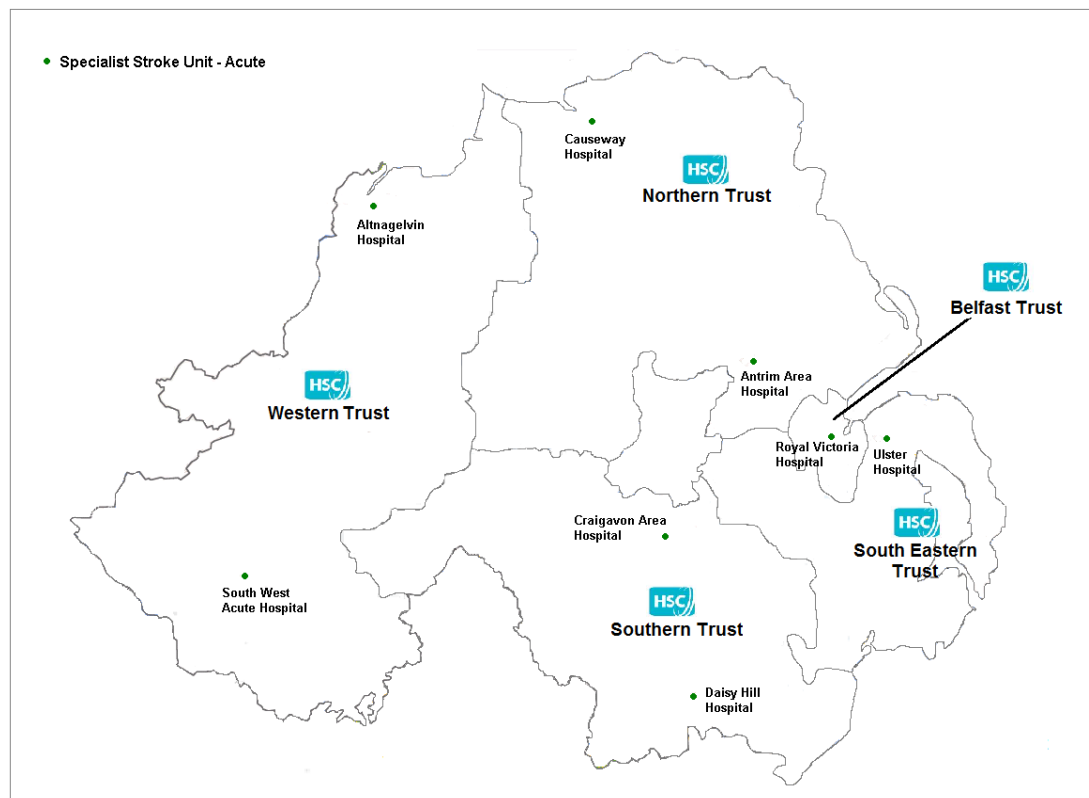 Specialist Stroke Unit - Acute
Causeway
Hospital
HSC
Northern Trust
Altnagelvin
Hospital
HSC
Belfast Trust
Antrim Area
Hospital
HSC
Western Trust
Royal Victoria
Hospital
Ulster
Hospital
Craigavon Area
Hospital
HSC
South Eastern
Trust
South West
Acute Hospital
HSC
Southern Trust
Daisy Hill
Hospital